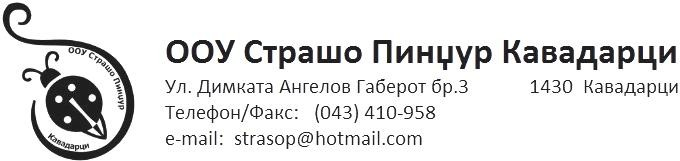 ООУ Страшо Пинџур
Кавадарци
ООУ Страшо Пинџур Кавадарци
Ул. Димката Ангелов Габерот бр.3 1430 Кавадарци
Телефон/Факс: (043) 410-958
e-mail: strasop@hotmail.com